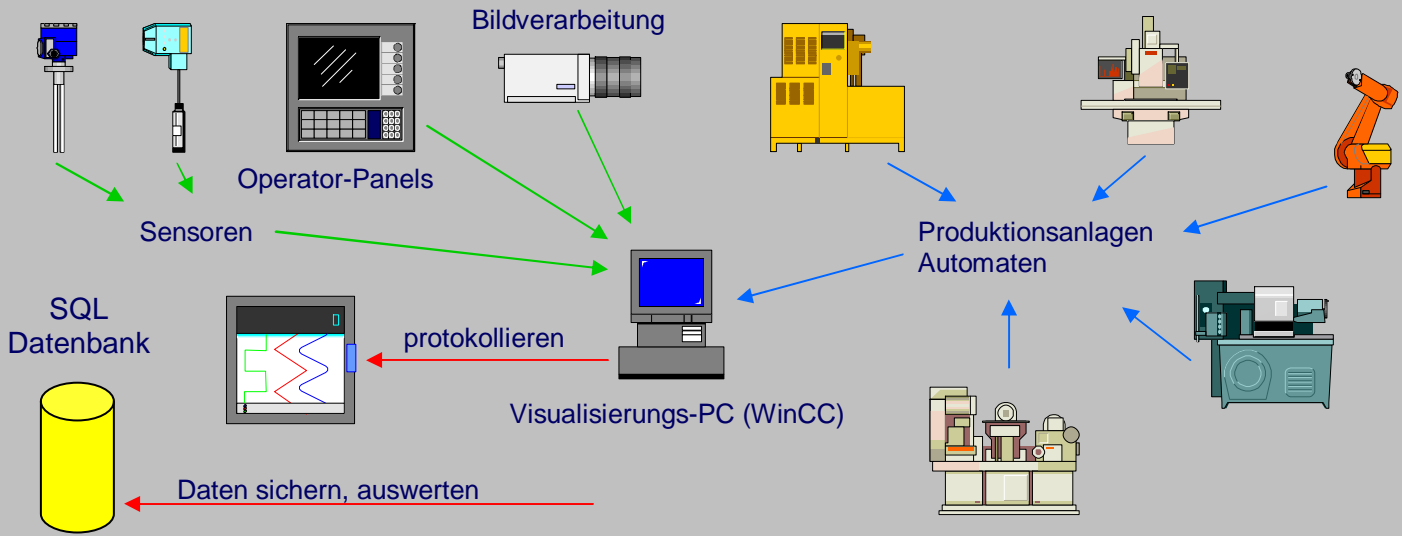 Bildverarbeitung
Operator-Panels
Sensoren
Produktionsanlagen
Automaten
SQL
Datenbank
protokollieren
Visualisierungs-PC (WinCC)
Daten sichern, auswerten